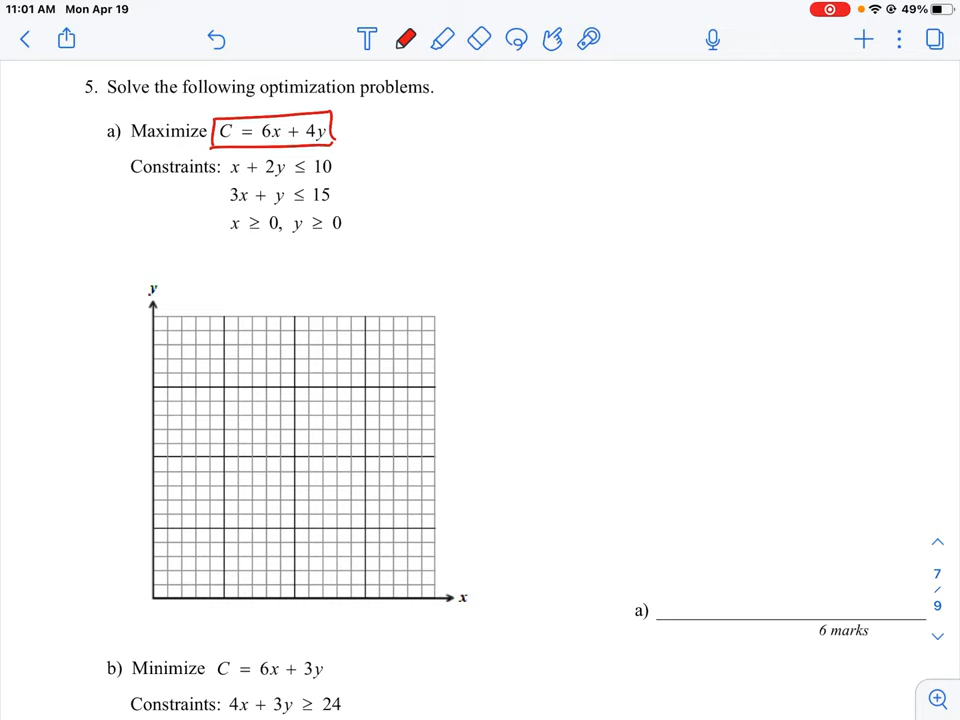 11:01 AM Mon Apr 19
49%
5. Solve the following optimization problems.
a) Maximize C = 6x + 4y
Constraints: x + 2y ≤ 10
3x + y ≤ 15
x ≥ 0, y ≥ 0
y
x
a)
6 marks
7
/
9
b) Minimize C = 6x + 3y
Constraints: 4x + 3y ≥ 24